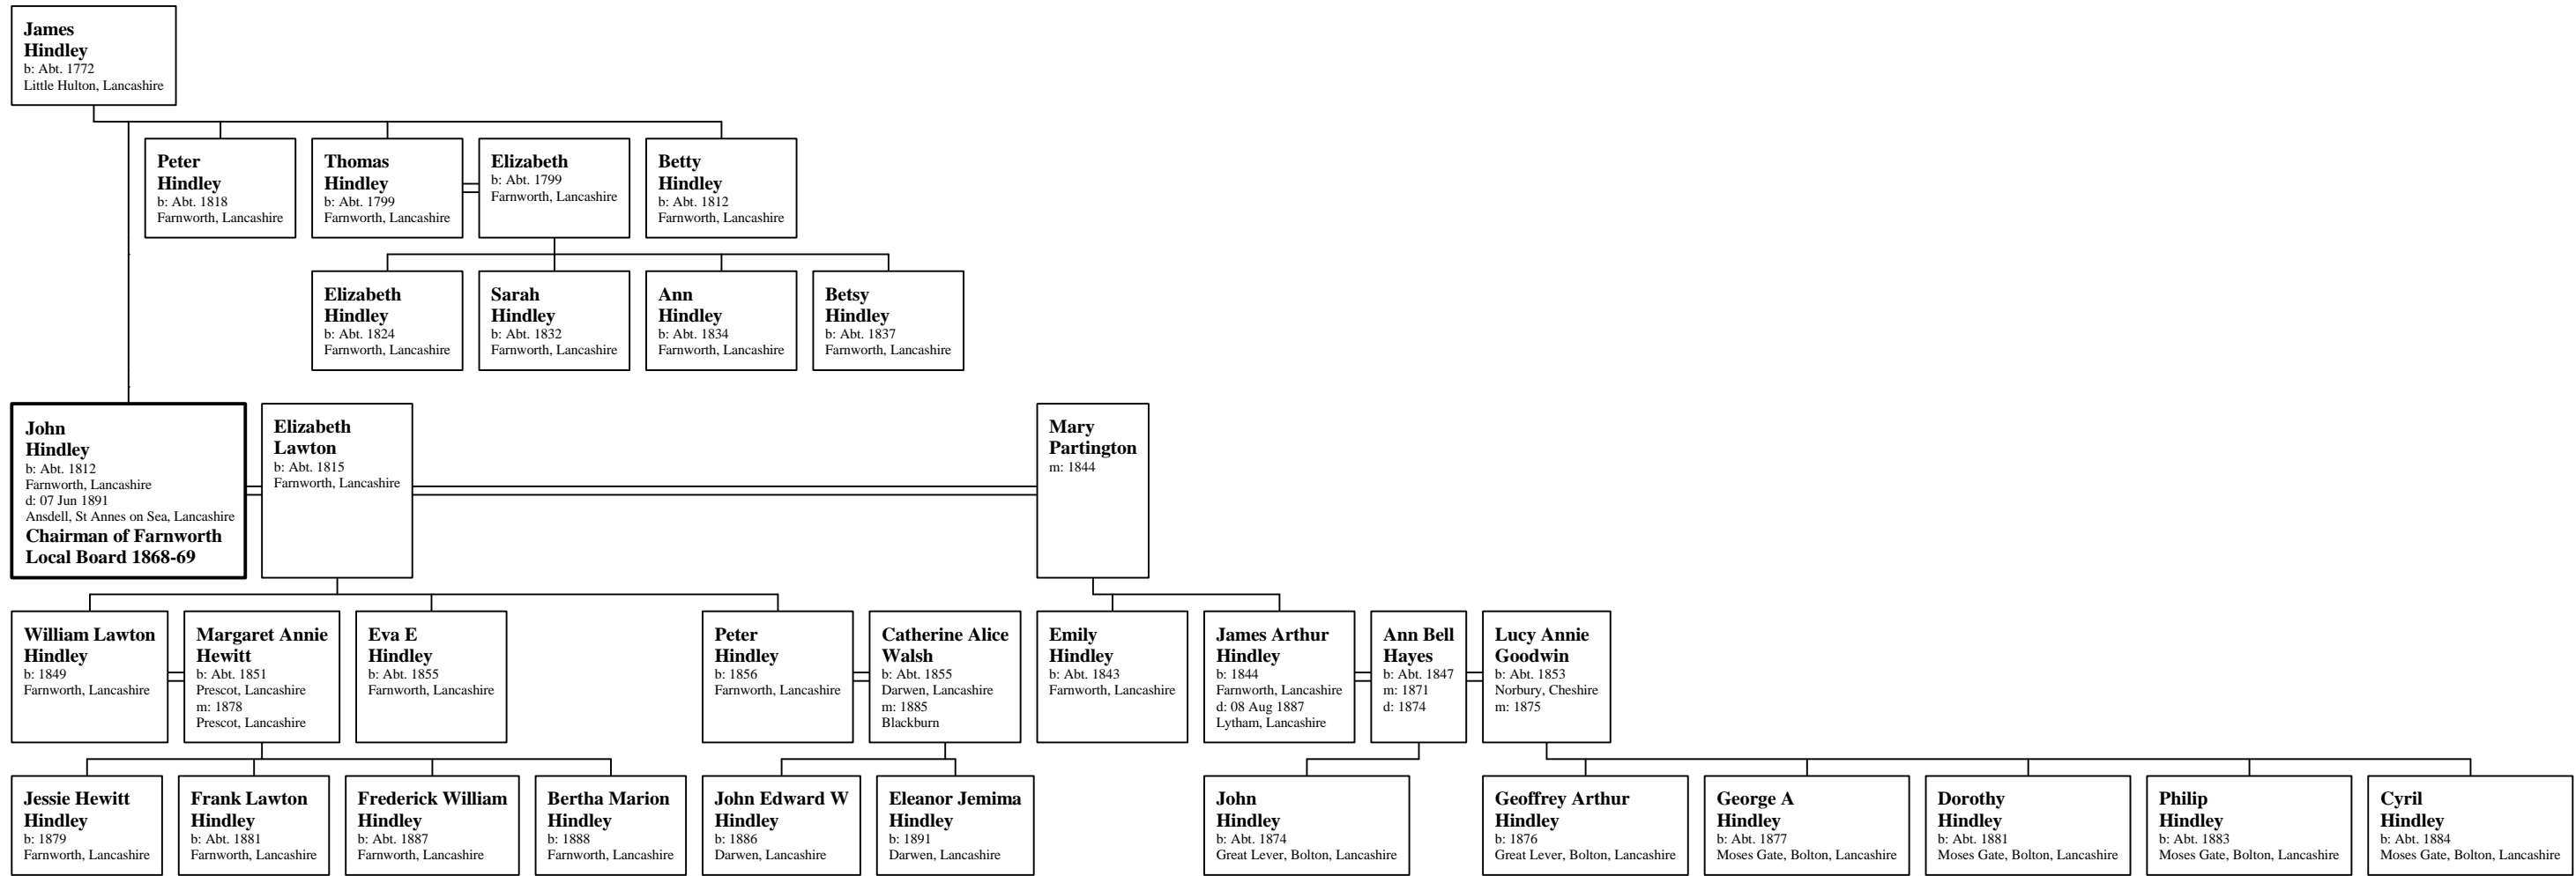 James
Hindley
b: Abt. 1772
Little Hulton, Lancashire
Peter
Hindley
b: Abt. 1818
Farnworth, Lancashire
Thomas
Hindley
b: Abt. 1799
Farnworth, Lancashire
Elizabeth
b: Abt. 1799
Farnworth, Lancashire
Betty
Hindley
b: Abt. 1812
Farnworth, Lancashire
Elizabeth
Hindley
b: Abt. 1824
Farnworth, Lancashire
Sarah
Hindley
b: Abt. 1832
Farnworth, Lancashire
Ann
Hindley
b: Abt. 1834
Farnworth, Lancashire
Betsy
Hindley
b: Abt. 1837
Farnworth, Lancashire
John
Hindley
b: Abt. 1812
Farnworth, Lancashire
d: 07 Jun 1891
Ansdell, St Annes on Sea, Lancashire
Chairman of Farnworth
Local Board 1868-69
Elizabeth
Lawton
b: Abt. 1815
Farnworth, Lancashire
Mary
Partington
m: 1844
William Lawton
Hindley
b: 1849
Farnworth, Lancashire
Margaret Annie
Hewitt
b: Abt. 1851
Prescot, Lancashire
m: 1878
Prescot, Lancashire
Eva E
Hindley
b: Abt. 1855
Farnworth, Lancashire
Peter
Hindley
b: 1856
Farnworth, Lancashire
Catherine Alice
Walsh
b: Abt. 1855
Darwen, Lancashire
m: 1885
Blackburn
Emily
Hindley
b: Abt. 1843
Farnworth, Lancashire
James Arthur
Hindley
b: 1844
Farnworth, Lancashire
d: 08 Aug 1887
Lytham, Lancashire
Ann Bell
Hayes
b: Abt. 1847
m: 1871
d: 1874
Lucy Annie
Goodwin
b: Abt. 1853
Norbury, Cheshire
m: 1875
Jessie Hewitt
Hindley
b: 1879
Farnworth, Lancashire
Frank Lawton
Hindley
b: Abt. 1881
Farnworth, Lancashire
Frederick William
Hindley
b: Abt. 1887
Farnworth, Lancashire
Bertha Marion
Hindley
b: 1888
Farnworth, Lancashire
John Edward W
Hindley
b: 1886
Darwen, Lancashire
Eleanor Jemima
Hindley
b: 1891
Darwen, Lancashire
John
Hindley
b: Abt. 1874
Great Lever, Bolton, Lancashire
Geoffrey Arthur
Hindley
b: 1876
Great Lever, Bolton, Lancashire
George A
Hindley
b: Abt. 1877
Moses Gate, Bolton, Lancashire
Dorothy
Hindley
b: Abt. 1881
Moses Gate, Bolton, Lancashire
Philip
Hindley
b: Abt. 1883
Moses Gate, Bolton, Lancashire
Cyril
Hindley
b: Abt. 1884
Moses Gate, Bolton, Lancashire